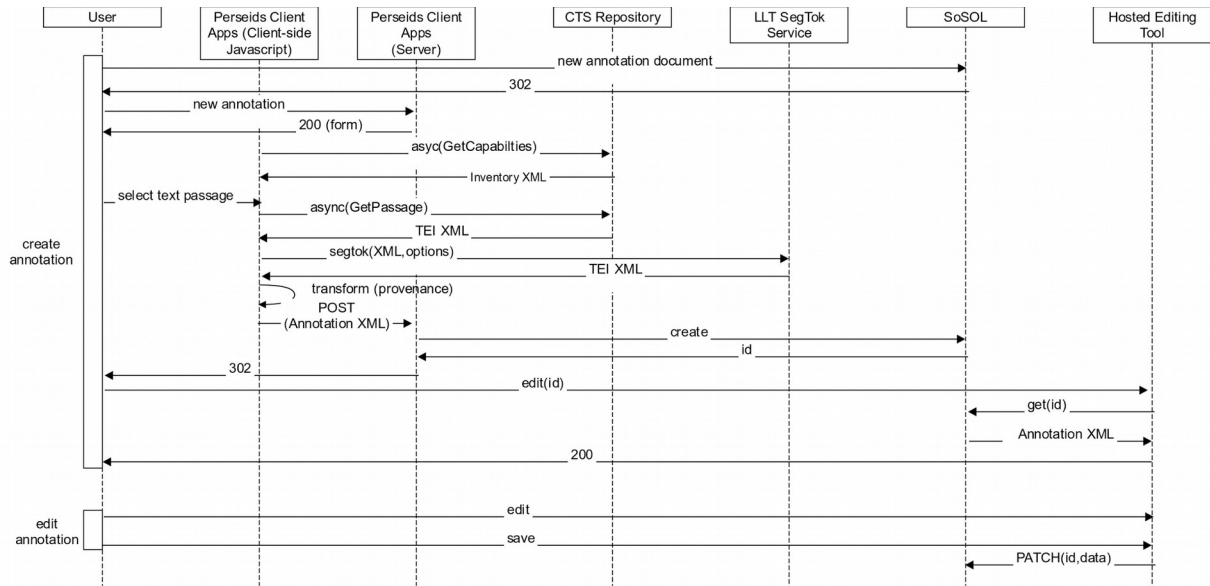 User
Perseids Client
Apps (Client-side
Javascript)
Perseids Client
Apps
(Server)
CTS Repository
LLT SegTok
Service
SoSOL
Hosted Editing
Tool
new annotation document
302
new annotation
200 (form)
asyc(GetCapabilties)
Inventory XML
select text passage
async(GetPassage)
TEI XML
create
annotation
segtok(XML,options)
TEI XML
transform (provenance)
POST
(Annotation XML)
create
id
302
edit(id)
get(id)
Annotation XML
200
edit
annotation
edit
save
PATCH(id,data)